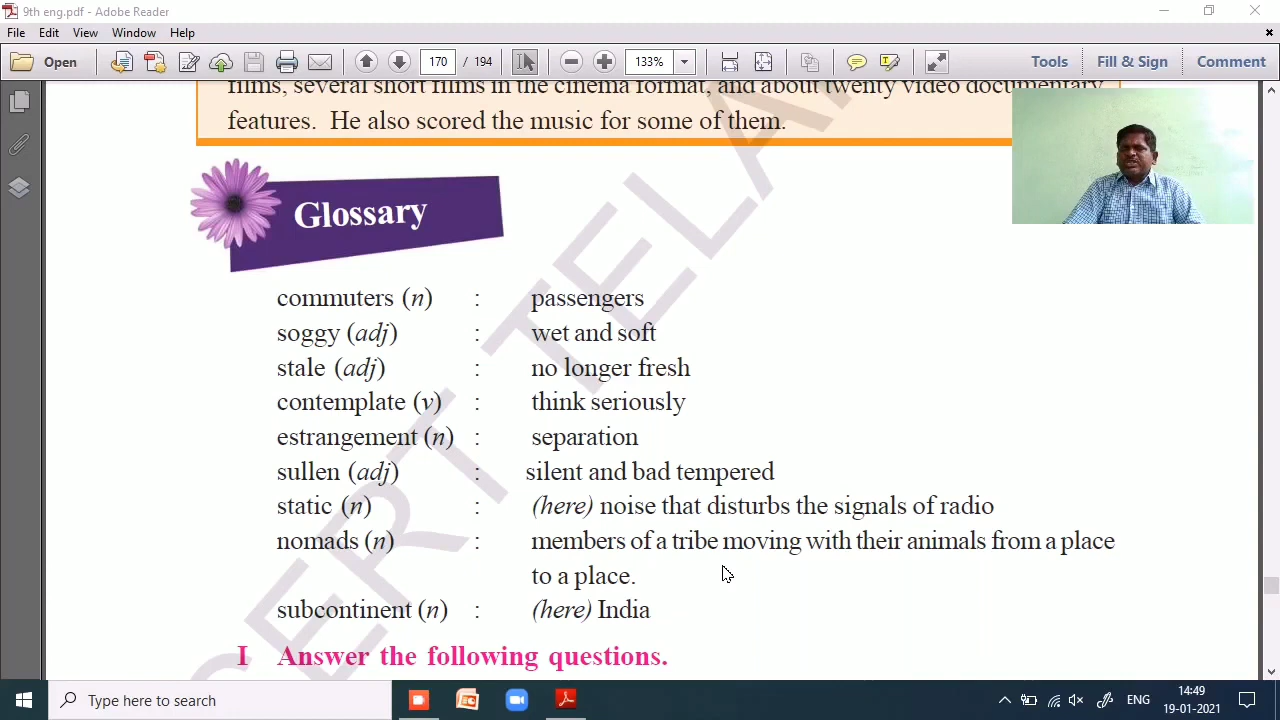 9th eng.pdf - Adobe Reader
File Edit View Window Help
Open 170 / 194 133% Tools Fill & Sign Comment
films, several short films in the cinema format, and about twenty video documentary
features. He also scored the music for some of them.
Glossary
commuters (n) : passengers
soggy (adj) : wet and soft
stale (adj) : no longer fresh
contemplate (v) : think seriously
estrangement (n) : separation
sullen (adj) : silent and bad tempered
static (n) : (here) noise that disturbs the signals of radio
nomads (n) : members of a tribe moving with their animals from a place
to a place.
subcontinent (n) : (here) India
I Answer the following questions.
Type here to search
ENG
14:49
19-01-2021